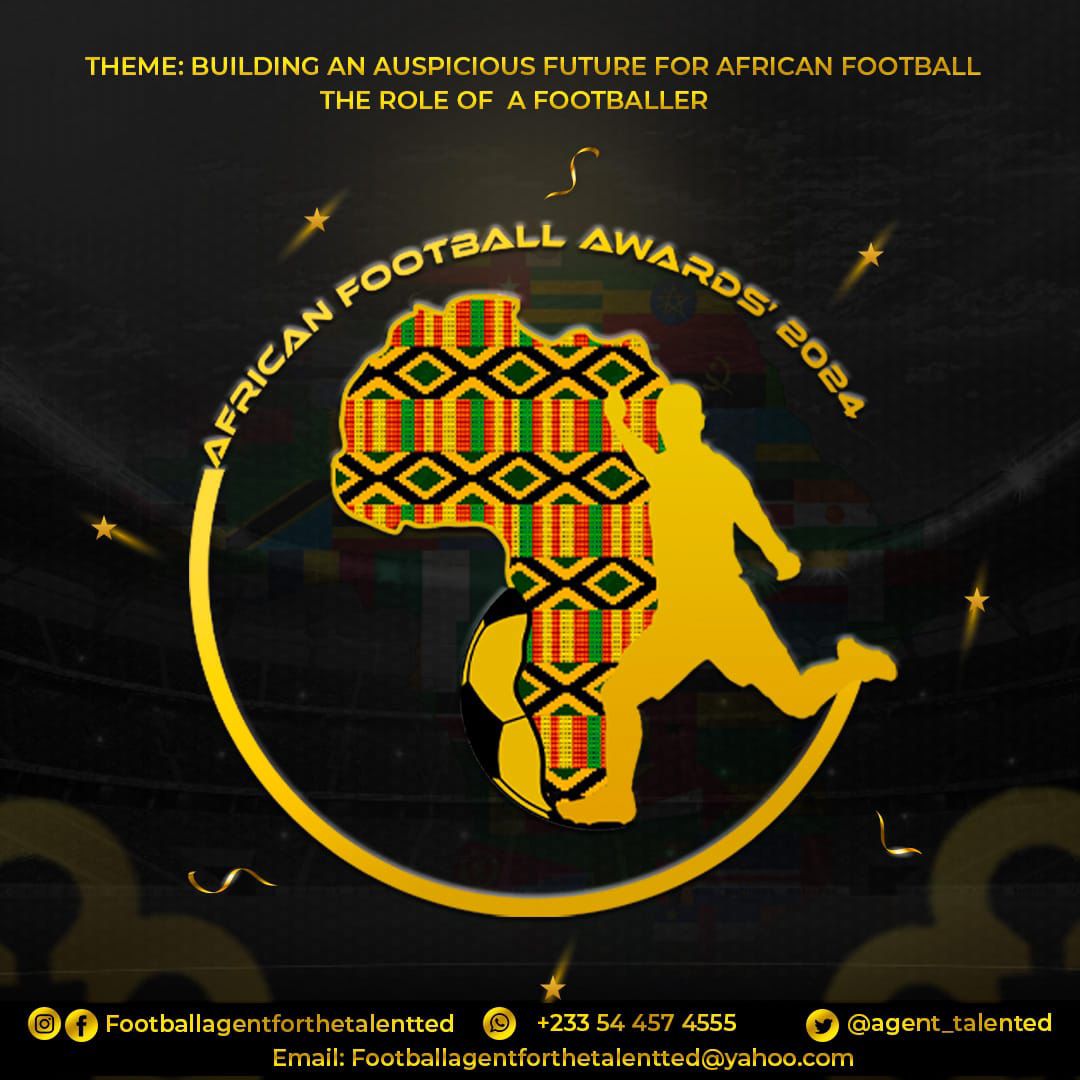 THEME: BUILDING AN AUSPICIOUS FUTURE FOR AFRICAN FOOTBALL
THE ROLE OF A FOOTBALLER
AFRICAN FOOTBALL AWARDS' 2024
Footballagentforthetalentted
+233 54 457 4555
@agent_talented
Email: Footballagentforthetalentted@yahoo.com